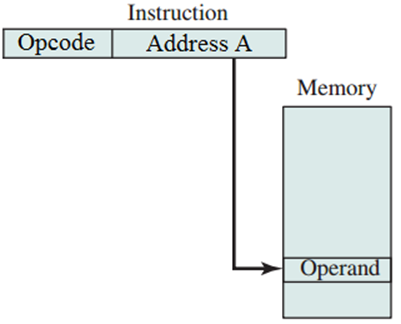 Instruction
Opcode Address A
Memory
Operand